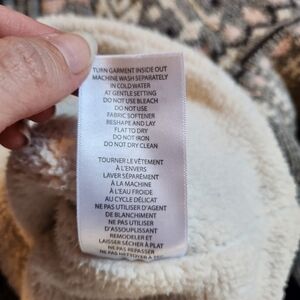 TURN GARMENT INSIDE OUT
MACHINE WASH SEPARATELY
IN COLD WATER
AT GENTLE SETTING
DO NOT USE BLEACH
DO NOT USE
FABRIC SOFTENER
RESHAPE AND LAY
FLAT TO DRY
DO NOT IRON
DO NOT DRY CLEAN
TOURNER LE VÊTEMENT
À L'ENVERS
LAVER SÉPARÉMENT
À LA MACHINE
À L'EAU FROIDE
AU CYCLE DÉLICAT
NE PAS UTILISER D'AGENT
DE BLANCHIMENT
NE PAS UTILISER
D'ASSOUPLISSANT
REMODELER ET
LAISSER SÉCHER À PLAT
NE PAS REPASSER
NE PAS NETTOYER À